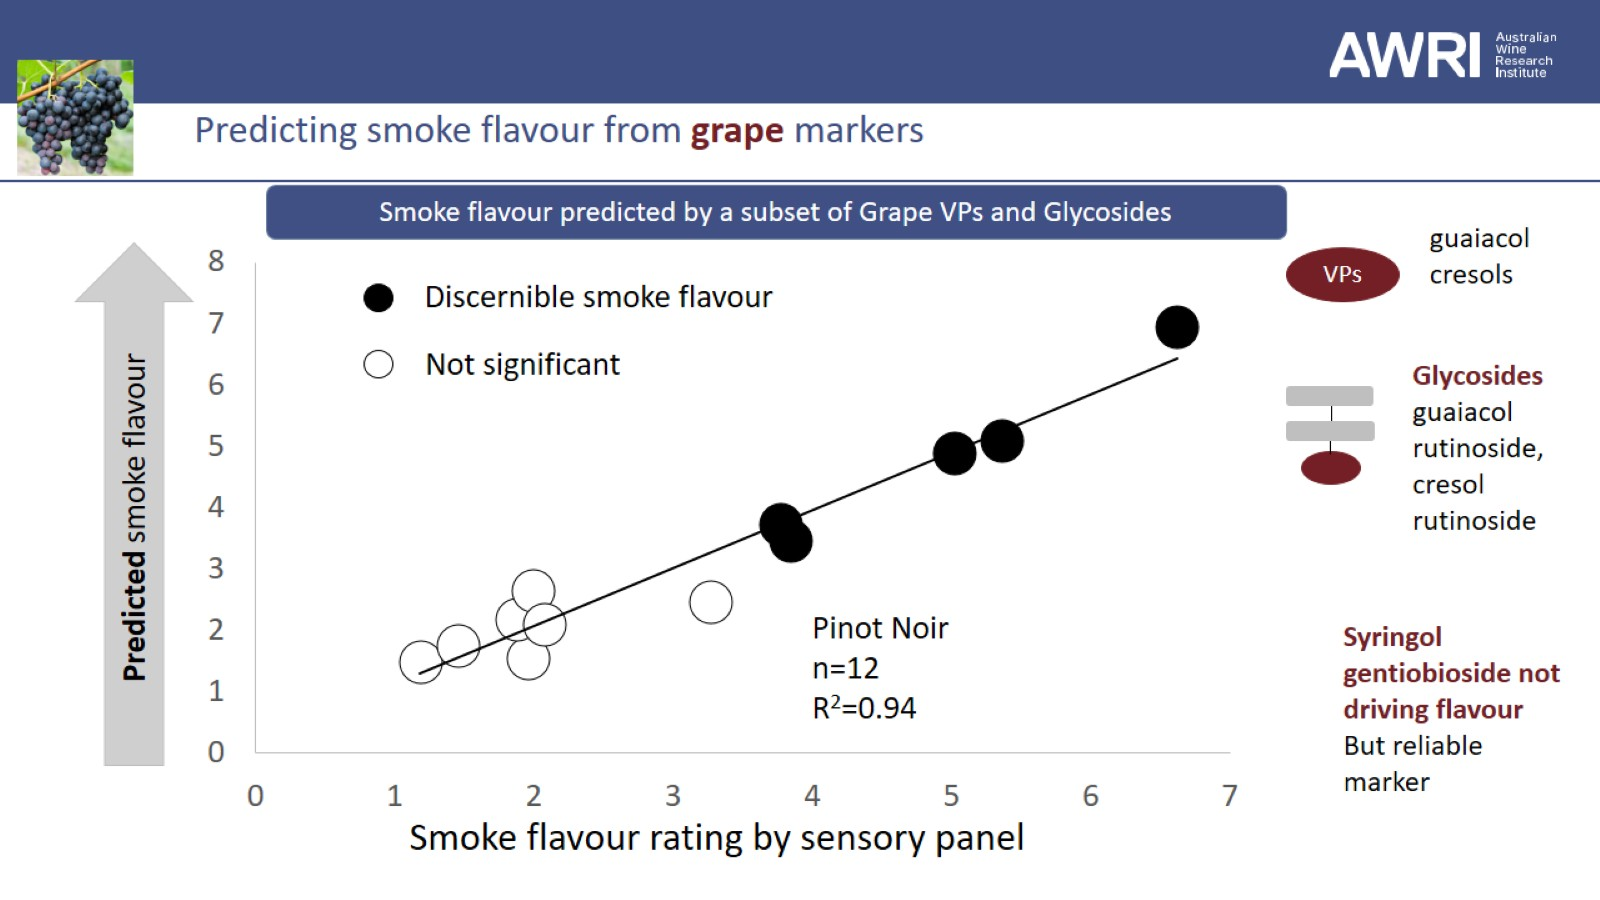 AWRI
Australian
Wine
Research
Institute
Predicting smoke flavour from grape markers
Smoke flavour predicted by a subset of Grape VPs and Glycosides
Predicted smoke flavour
8
7
6
5
4
3
2
1
0
Discernible smoke flavour
Not significant
Pinot Noir
n=12
R²=0.94
0 1 2 3 4 5 6 7
Smoke flavour rating by sensory panel
VPs
guaiacol
cresols
Glycosides
guaiacol
rutinoside,
cresol
rutinoside
Syringol
gentiobioside not
driving flavour
But reliable
marker